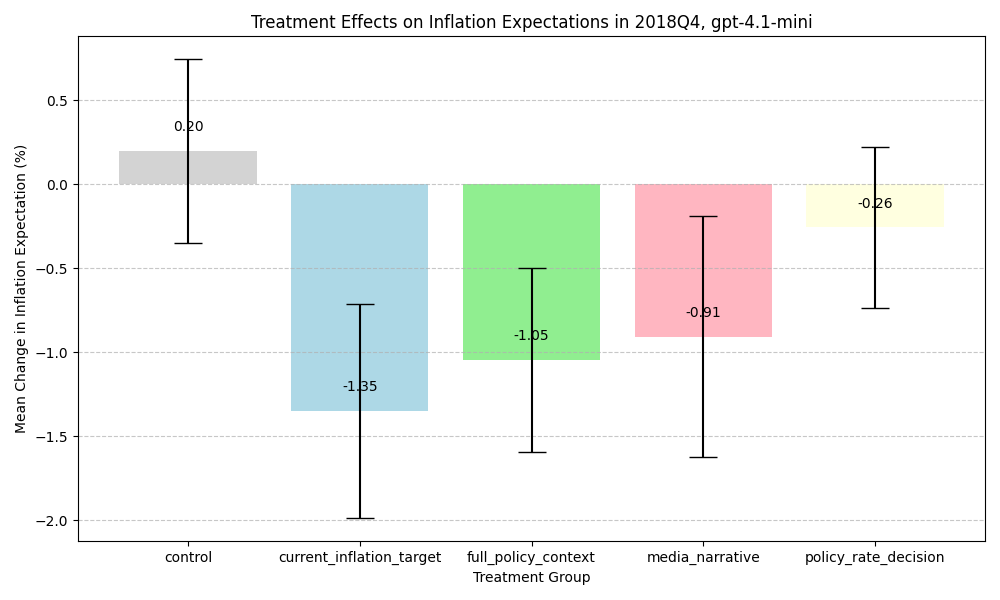 Treatment Effects on Inflation Expectations in 2018Q4, gpt-4.1-mini
Mean Change in Inflation Expectation (%)
0.5
0.0
−0.5
−1.0
−1.5
−2.0
0.20
-1.35
-1.05
-0.91
-0.26
control
current_inflation_target
full_policy_context
media_narrative
policy_rate_decision
Treatment Group